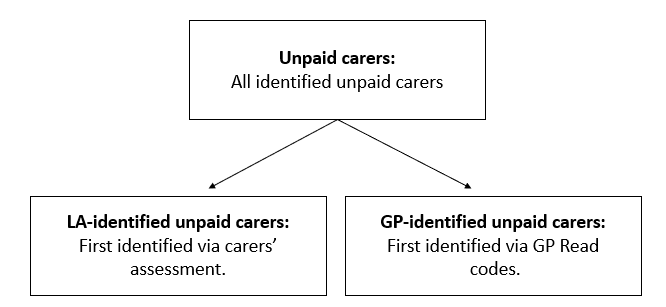 Unpaid carers:
All identified unpaid carers
LA-identified unpaid carers:
First identified via carers’
assessment.
GP-identified unpaid carers:
First identified via GP Read
codes.